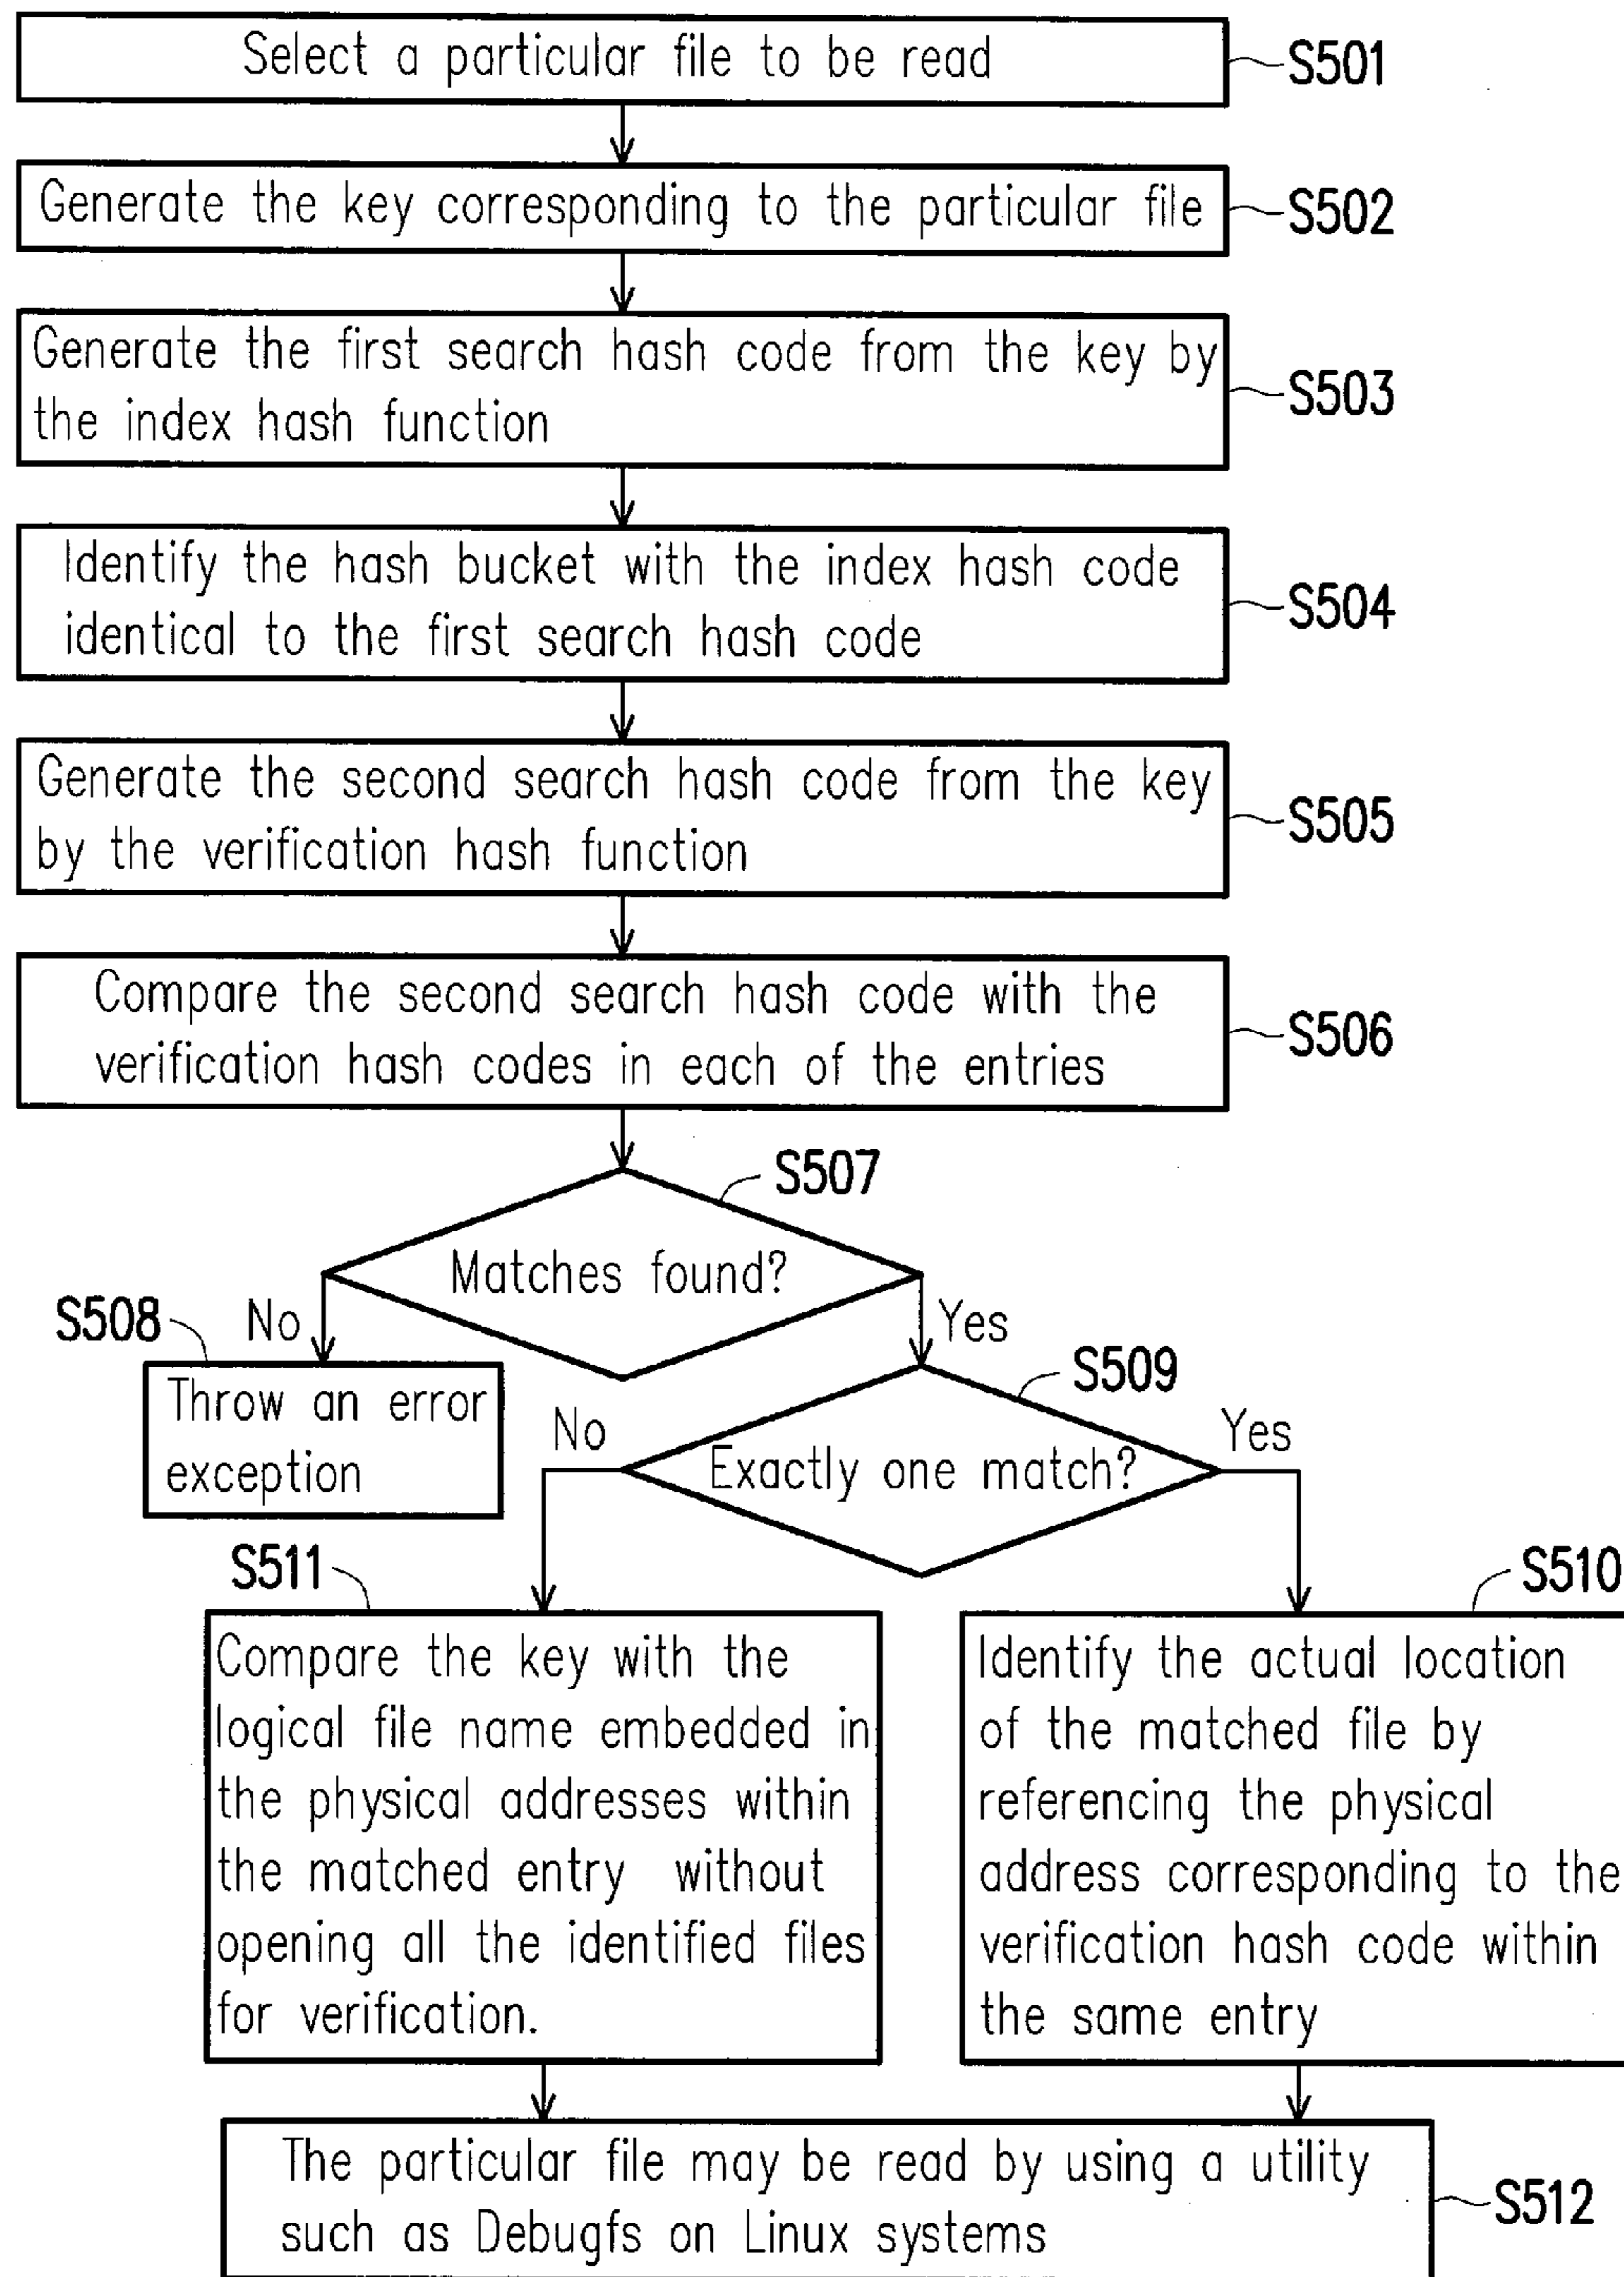 Select a particular file to be read
S501
Generate the key corresponding to the particular file
S502
Generate the first search hash code from the key by
the index hash function
S503
Identify the hash bucket with the index hash code
identical to the first search hash code
S504
Generate the second search hash code from the key
by the verification hash function
S505
Compare the second search hash code with the
verification hash codes in each of the entries
S506
S507
Matches found?
S508
No
Yes
Throw an error
exception
S509
No
Yes
Exactly one match?
S511
Compare the key with the
logical file name embedded in
the physical addresses within
the matched entry without
opening all the identified files
for verification.
S510
Identify the actual location
of the matched file by
referencing the physical
address corresponding to the
verification hash code within
the same entry
The particular file may be read by using a utility
such as Debugfs on Linux systems
S512